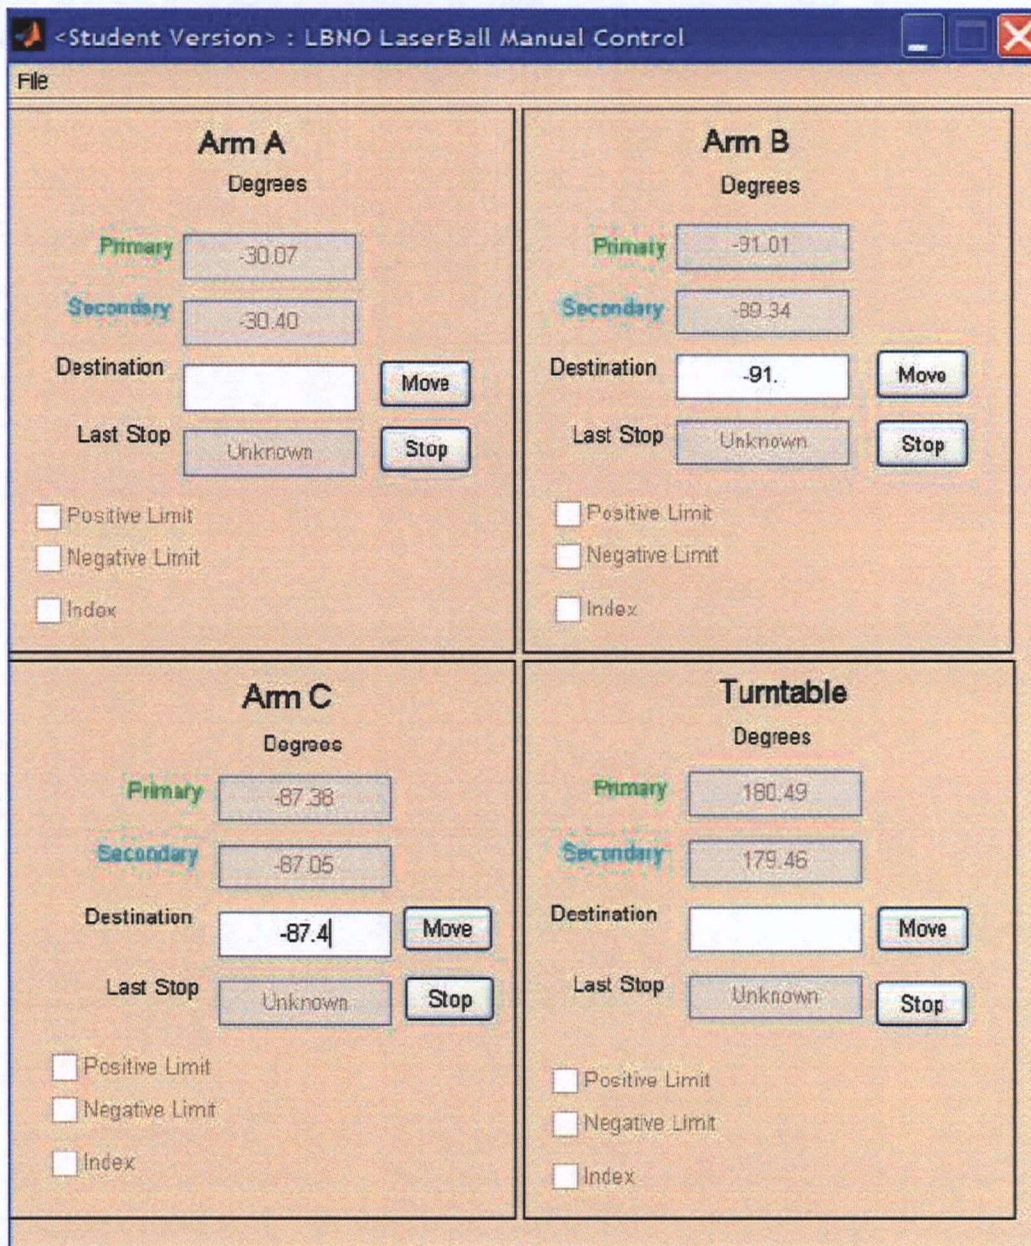 <Student Version> : LBNO LaserBall Manual Control
File
Arm A
Degrees
Primary -30.07
Secondary -30.40
Destination Move
Last Stop Unknown Stop
Positive Limit
Negative Limit
Index
Arm B
Degrees
Primary -91.01
Secondary -89.34
Destination -91. Move
Last Stop Unknown Stop
Positive Limit
Negative Limit
Index
Arm C
Degrees
Primary -87.38
Secondary -87.05
Destination -87.4 Move
Last Stop Unknown Stop
Positive Limit
Negative Limit
Index
Turntable
Degrees
Primary 180.49
Secondary 179.46
Destination Move
Last Stop Unknown Stop
Positive Limit
Negative Limit
Index